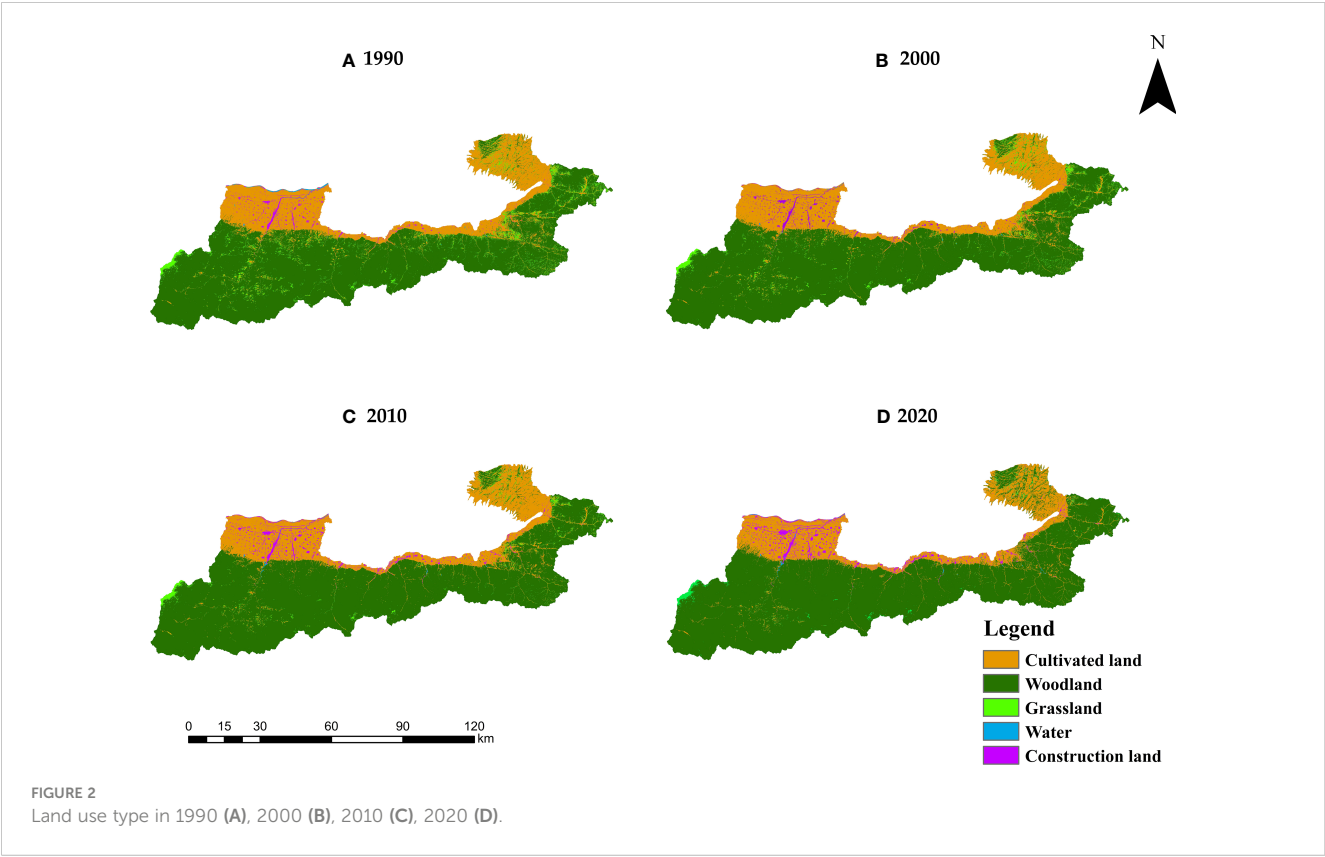 A 1990
B 2000
N
C 2010
D 2020
Legend
Cultivated land
Woodland
Grassland
Water
Construction land
0 15 30 60 90 120
km
FIGURE 2
Land use type in 1990 (A), 2000 (B), 2010 (C), 2020 (D).